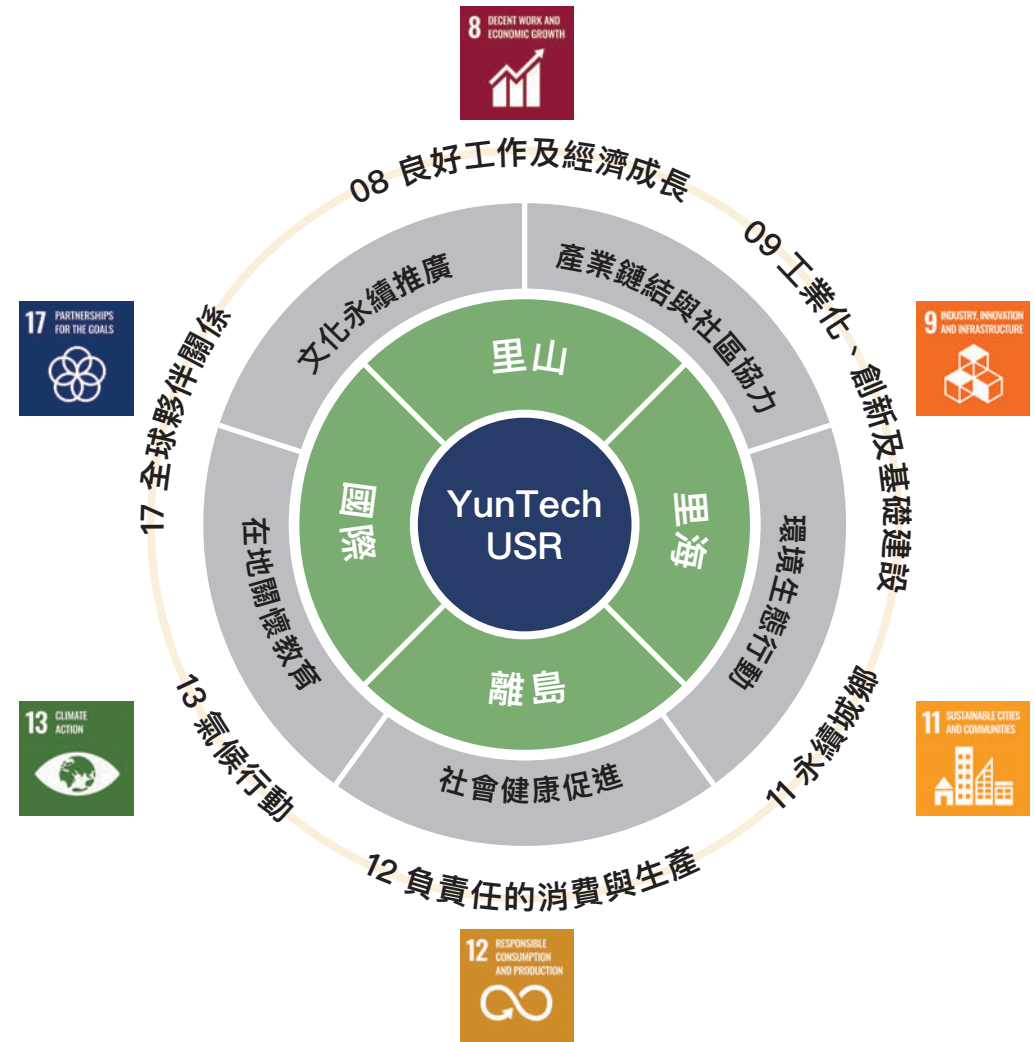 8 DECENT WORK AND
ECONOMIC GROWTH
08 良好工作及經濟成長
09 工業化、創新及基礎建設
9 INDUSTRY, INNOVATION
AND INFRASTRUCTURE
11 永續城鄉
11 SUSTAINABLE CITIES
AND COMMUNITIES
12 負責任的消費與生產
12 RESPONSIBLE
CONSUMPTION
AND PRODUCTION
13 氣候行動
13 CLIMATE
ACTION
17 全球夥伴關係
17 PARTNERSHIPS
FOR THE GOALS
文化永續推廣
產業鏈結與社區協力
環境生態行動
社會健康促進
在地關懷教育
里山
里海
離島
國際
YunTech
USR